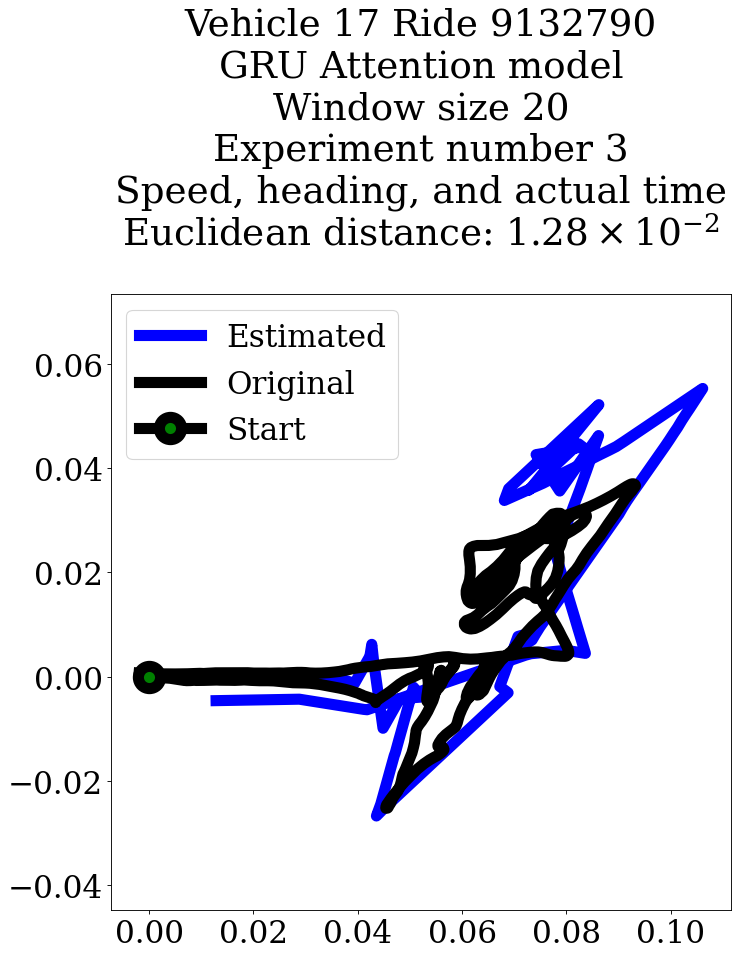 Vehicle 17 Ride 9132790
GRU Attention model
Window size 20
Experiment number 3
Speed, heading, and actual time
Euclidean distance: 1.28 × 10⁻²
Estimated
Original
Start
0.06
0.04
0.02
0.00
−0.02
−0.04
0.00 0.02 0.04 0.06 0.08 0.10